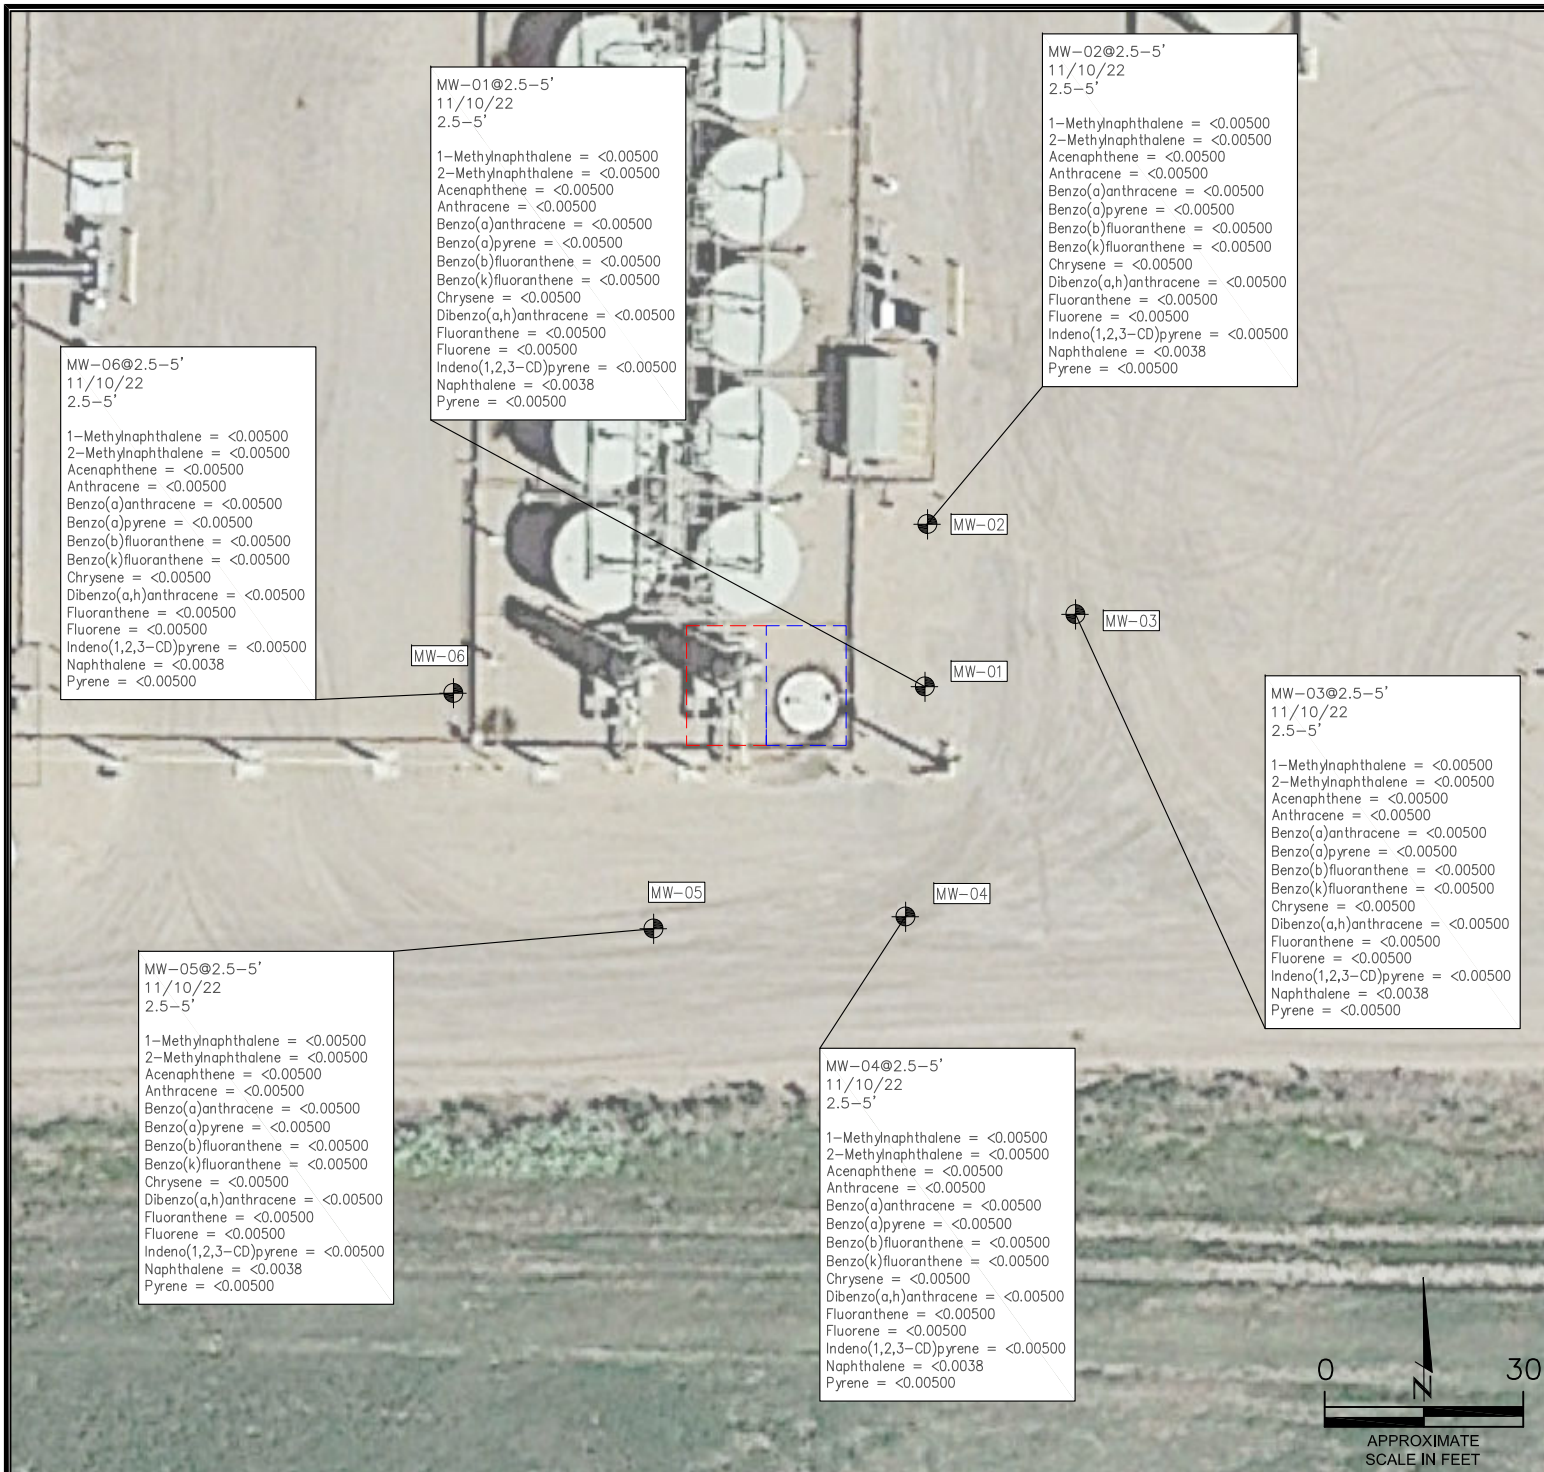 MW-01@2.5-5'
11/10/22
2.5-5'
1-Methylnaphthalene = <0.00500
2-Methylnaphthalene = <0.00500
Acenaphthene = <0.00500
Anthracene = <0.00500
Benzo(a)anthracene = <0.00500
Benzo(a)pyrene = <0.00500
Benzo(b)fluoranthene = <0.00500
Benzo(k)fluoranthene = <0.00500
Chrysene = <0.00500
Dibenzo(a,h)anthracene = <0.00500
Fluoranthene = <0.00500
Fluorene = <0.00500
Indeno(1,2,3-CD)pyrene = <0.00500
Naphthalene = <0.0038
Pyrene = <0.00500
MW-02@2.5-5'
11/10/22
2.5-5'
1-Methylnaphthalene = <0.00500
2-Methylnaphthalene = <0.00500
Acenaphthene = <0.00500
Anthracene = <0.00500
Benzo(a)anthracene = <0.00500
Benzo(a)pyrene = <0.00500
Benzo(b)fluoranthene = <0.00500
Benzo(k)fluoranthene = <0.00500
Chrysene = <0.00500
Dibenzo(a,h)anthracene = <0.00500
Fluoranthene = <0.00500
Fluorene = <0.00500
Indeno(1,2,3-CD)pyrene = <0.00500
Naphthalene = <0.0038
Pyrene = <0.00500
MW-06@2.5-5'
11/10/22
2.5-5'
1-Methylnaphthalene = <0.00500
2-Methylnaphthalene = <0.00500
Acenaphthene = <0.00500
Anthracene = <0.00500
Benzo(a)anthracene = <0.00500
Benzo(a)pyrene = <0.00500
Benzo(b)fluoranthene = <0.00500
Benzo(k)fluoranthene = <0.00500
Chrysene = <0.00500
Dibenzo(a,h)anthracene = <0.00500
Fluoranthene = <0.00500
Fluorene = <0.00500
Indeno(1,2,3-CD)pyrene = <0.00500
Naphthalene = <0.0038
Pyrene = <0.00500
MW-02
MW-03
MW-06
MW-01
MW-03@2.5-5'
11/10/22
2.5-5'
1-Methylnaphthalene = <0.00500
2-Methylnaphthalene = <0.00500
Acenaphthene = <0.00500
Anthracene = <0.00500
Benzo(a)anthracene = <0.00500
Benzo(a)pyrene = <0.00500
Benzo(b)fluoranthene = <0.00500
Benzo(k)fluoranthene = <0.00500
Chrysene = <0.00500
Dibenzo(a,h)anthracene = <0.00500
Fluoranthene = <0.00500
Fluorene = <0.00500
Indeno(1,2,3-CD)pyrene = <0.00500
Naphthalene = <0.0038
Pyrene = <0.00500
MW-05
MW-04
MW-05@2.5-5'
11/10/22
2.5-5'
1-Methylnaphthalene = <0.00500
2-Methylnaphthalene = <0.00500
Acenaphthene = <0.00500
Anthracene = <0.00500
Benzo(a)anthracene = <0.00500
Benzo(a)pyrene = <0.00500
Benzo(b)fluoranthene = <0.00500
Benzo(k)fluoranthene = <0.00500
Chrysene = <0.00500
Dibenzo(a,h)anthracene = <0.00500
Fluoranthene = <0.00500
Fluorene = <0.00500
Indeno(1,2,3-CD)pyrene = <0.00500
Naphthalene = <0.0038
Pyrene = <0.00500
MW-04@2.5-5'
11/10/22
2.5-5'
1-Methylnaphthalene = <0.00500
2-Methylnaphthalene = <0.00500
Acenaphthene = <0.00500
Anthracene = <0.00500
Benzo(a)anthracene = <0.00500
Benzo(a)pyrene = <0.00500
Benzo(b)fluoranthene = <0.00500
Benzo(k)fluoranthene = <0.00500
Chrysene = <0.00500
Dibenzo(a,h)anthracene = <0.00500
Fluoranthene = <0.00500
Fluorene = <0.00500
Indeno(1,2,3-CD)pyrene = <0.00500
Naphthalene = <0.0038
Pyrene = <0.00500
0 30
N
APPROXIMATE
SCALE IN FEET